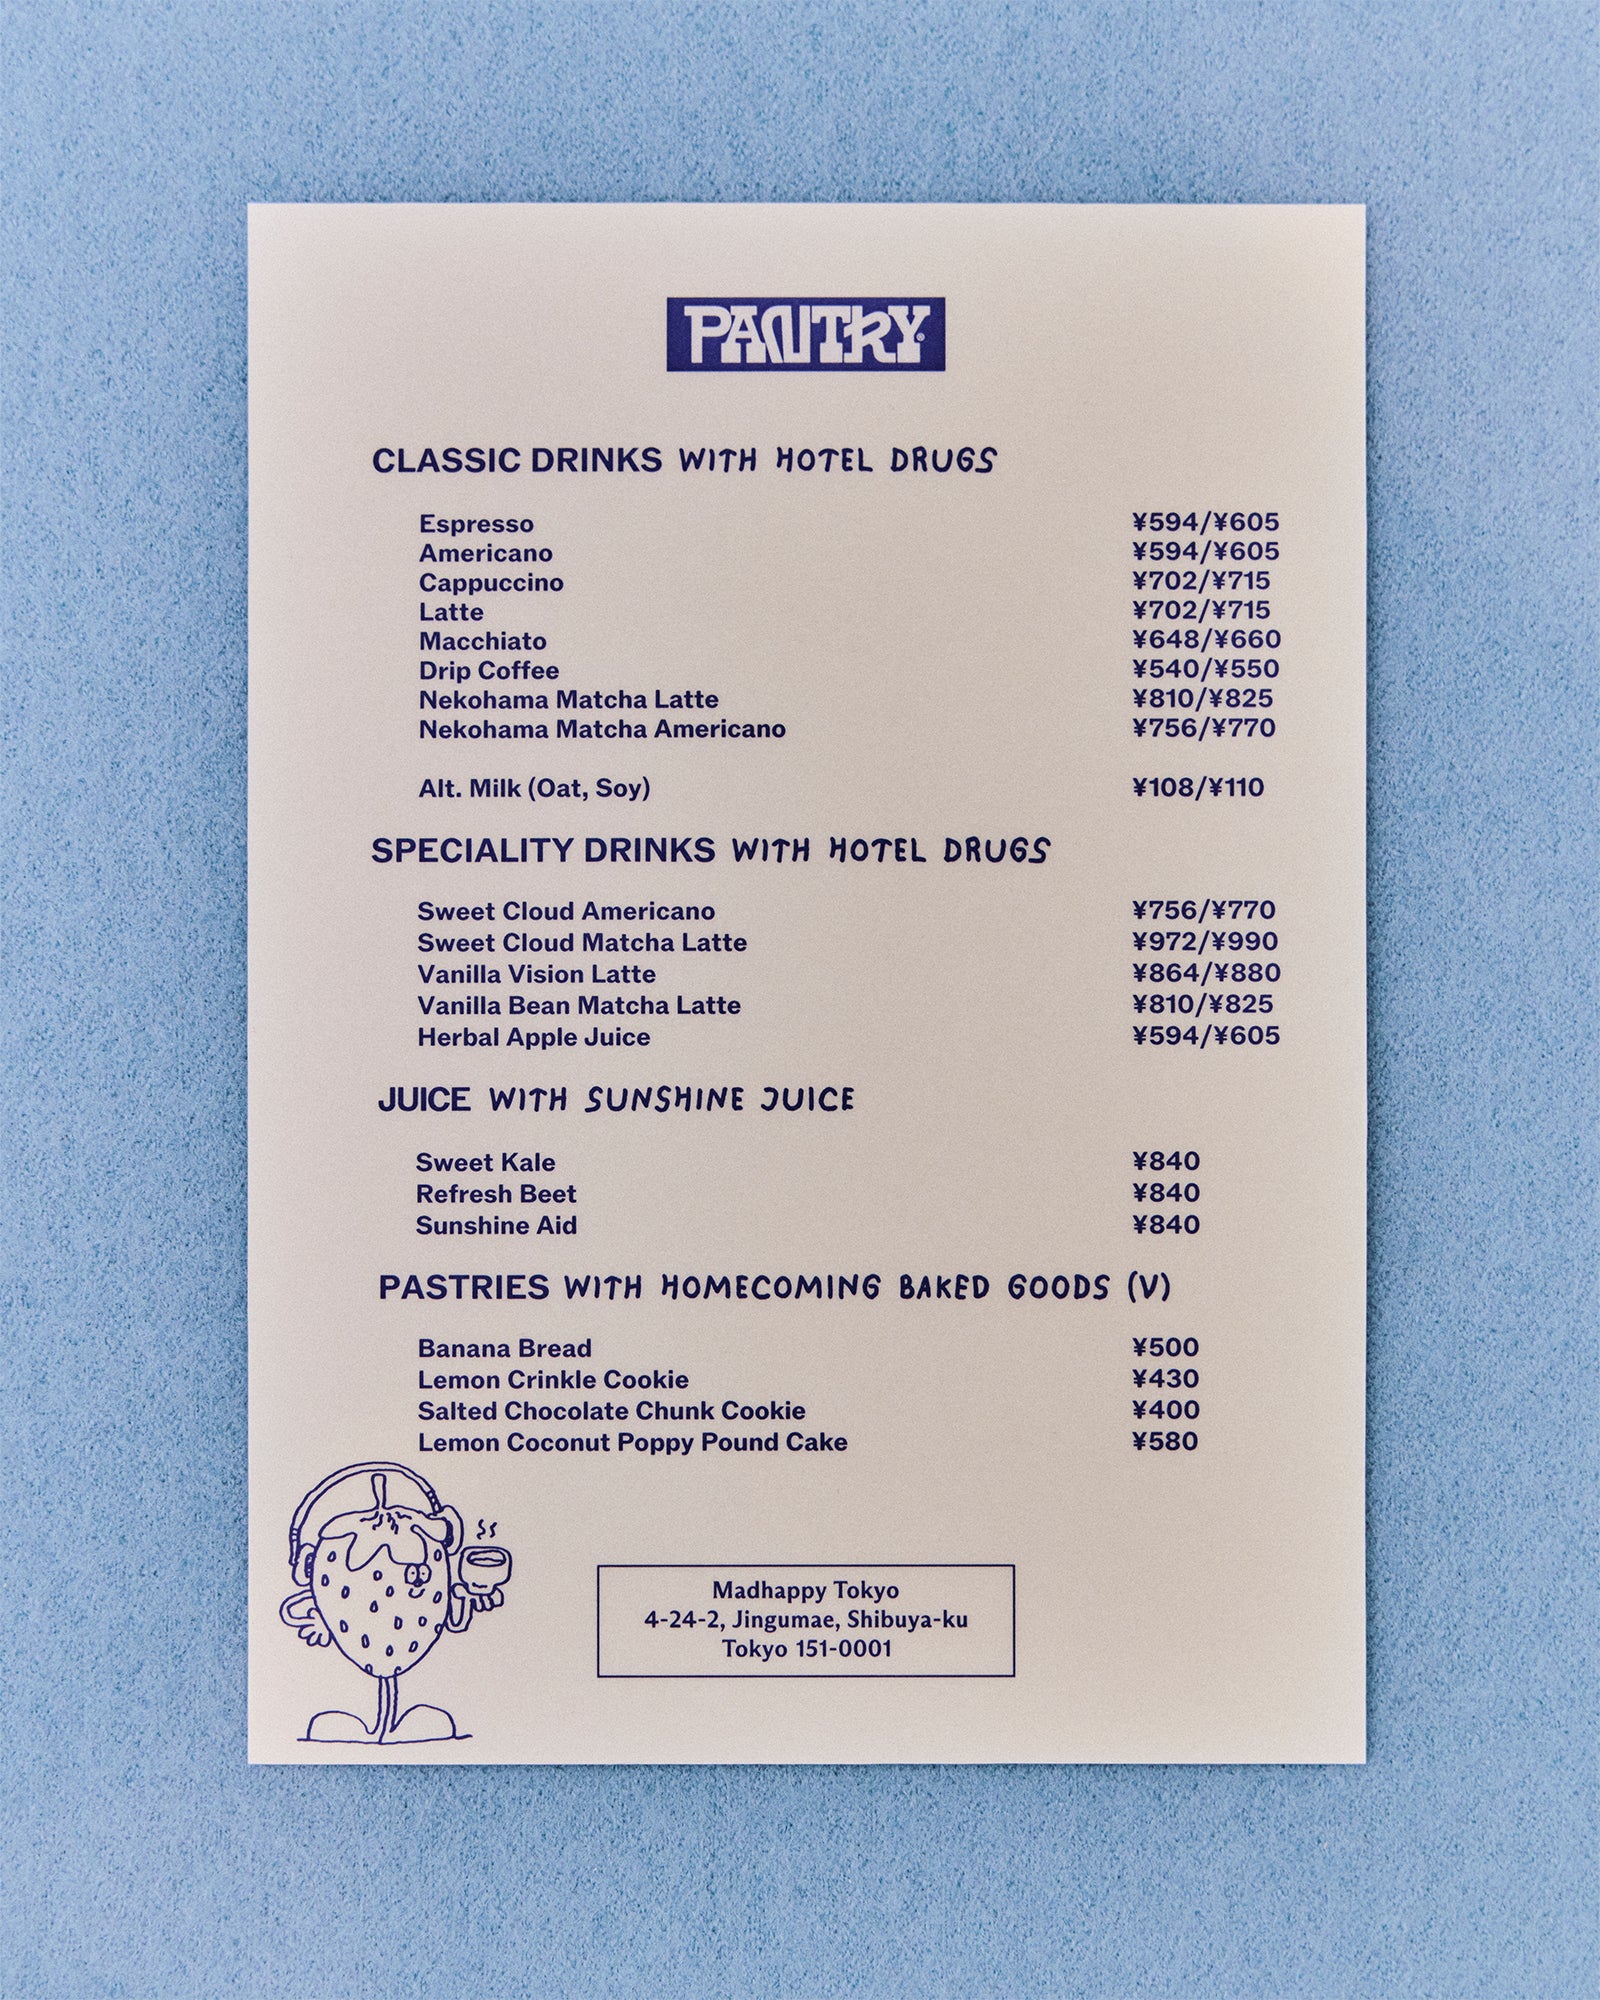 PANTRY
CLASSIC DRINKS WITH HOTEL DRUGS
Espresso ¥594/¥605
Americano ¥594/¥605
Cappuccino ¥702/¥715
Latte ¥702/¥715
Macchiato ¥648/¥660
Drip Coffee ¥540/¥550
Nekohama Matcha Latte ¥810/¥825
Nekohama Matcha Americano ¥756/¥770
Alt. Milk (Oat, Soy) ¥108/¥110
SPECIALITY DRINKS WITH HOTEL DRUGS
Sweet Cloud Americano ¥756/¥770
Sweet Cloud Matcha Latte ¥972/¥990
Vanilla Vision Latte ¥864/¥880
Vanilla Bean Matcha Latte ¥810/¥825
Herbal Apple Juice ¥594/¥605
JUICE WITH SUNSHINE JUICE
Sweet Kale ¥840
Refresh Beet ¥840
Sunshine Aid ¥840
PASTRIES WITH HOMECOMING BAKED GOODS (V)
Banana Bread ¥500
Lemon Crinkle Cookie ¥430
Salted Chocolate Chunk Cookie ¥400
Lemon Coconut Poppy Pound Cake ¥580
Madhappy Tokyo
4-24-2, Jingumae, Shibuya-ku
Tokyo 151-0001